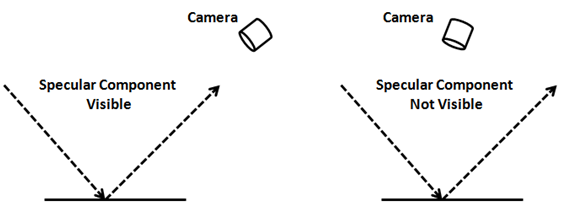 Camera
Specular Component
Visible
Camera
Specular Component
Not Visible